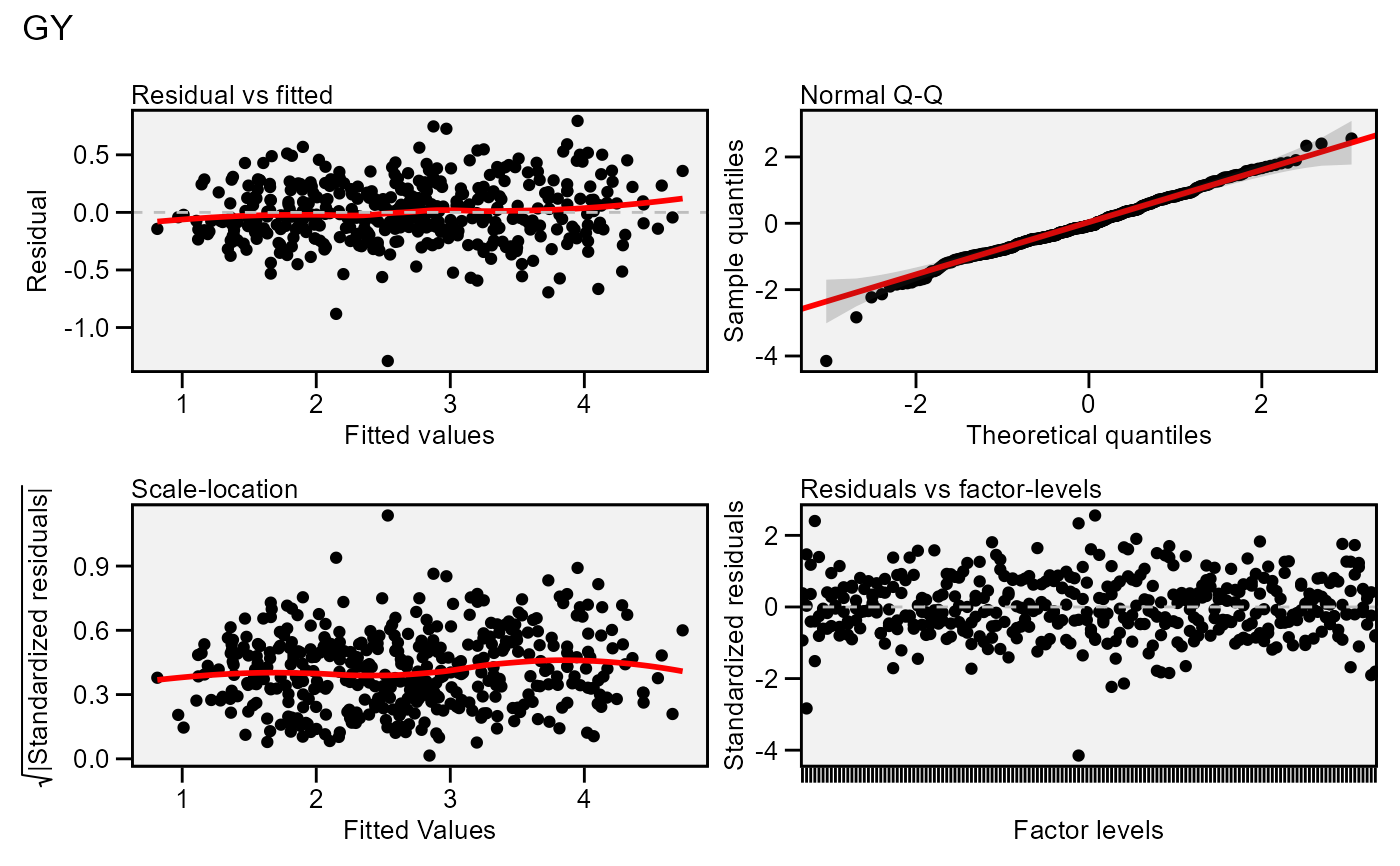 GY
Residual vs fitted
Residual
0.5
0.0
-0.5
-1.0
1 2 3 4
Fitted values
Normal Q-Q
Sample quantiles
2
0
-2
-4
-2 0 2
Theoretical quantiles
Scale-location
√|Standardized residuals|
0.9
0.6
0.3
0.0
1 2 3 4
Fitted Values
Residuals vs factor-levels
Standardized residuals
2
0
-2
-4
Factor levels